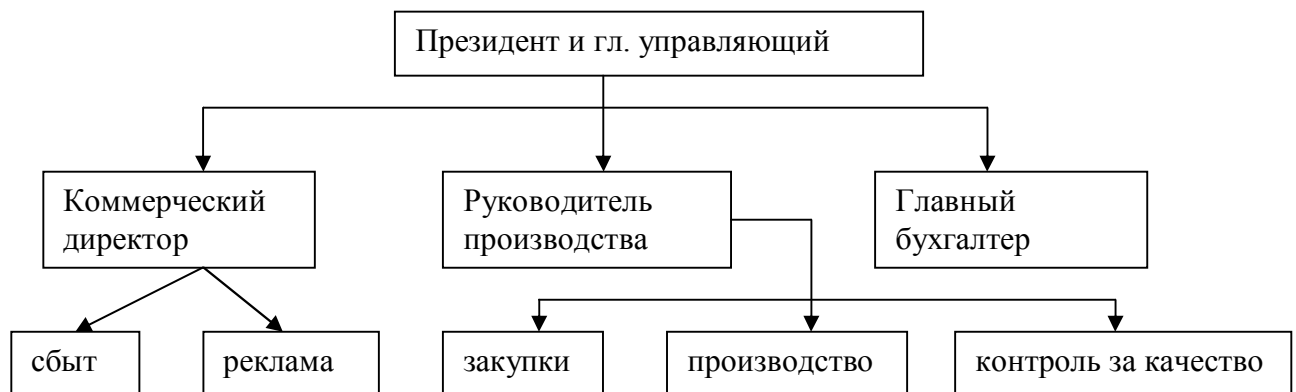 Президент и гл. управляющий
Коммерческий
директор
Руководитель
производства
Главный
бухгалтер
сбыт
реклама
закупки
производство
контроль за качество